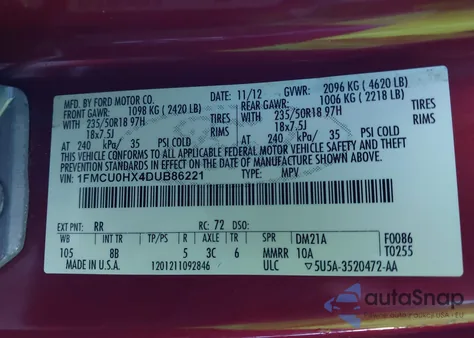 MFD. BY FORD MOTOR CO.
DATE: 11/12 GVWR: 2096 KG ( 4620 LB)
FRONT GAWR: 1098 KG ( 2420 LB) REAR GAWR: 1006 KG ( 2218 LB)
WITH 235/50R18 97H WITH 235/50R18 97H
18x7.5J 18x7.5J
AT 240 kPa/ 35 PSI COLD AT 240 kPa/ 35 PSI COLD
THIS VEHICLE CONFORMS TO ALL APPLICABLE FEDERAL MOTOR VEHICLE SAFETY AND THEFT
PREVENTION STANDARDS IN EFFECT ON THE DATE OF MANUFACTURE SHOWN ABOVE.
VIN: 1FMCU0HX4DUB86221 TYPE: MPV
EXT PNT: RR RC: 72 DSO:
WB INT TR TP/PS R AXLE TR SPR DM21A F0086
105 8B 5 3C 6 MMRR 10A T0255
MADE IN U.S.A. 1201211092846 ULC 5U5A-3520472-AA
autoSnap